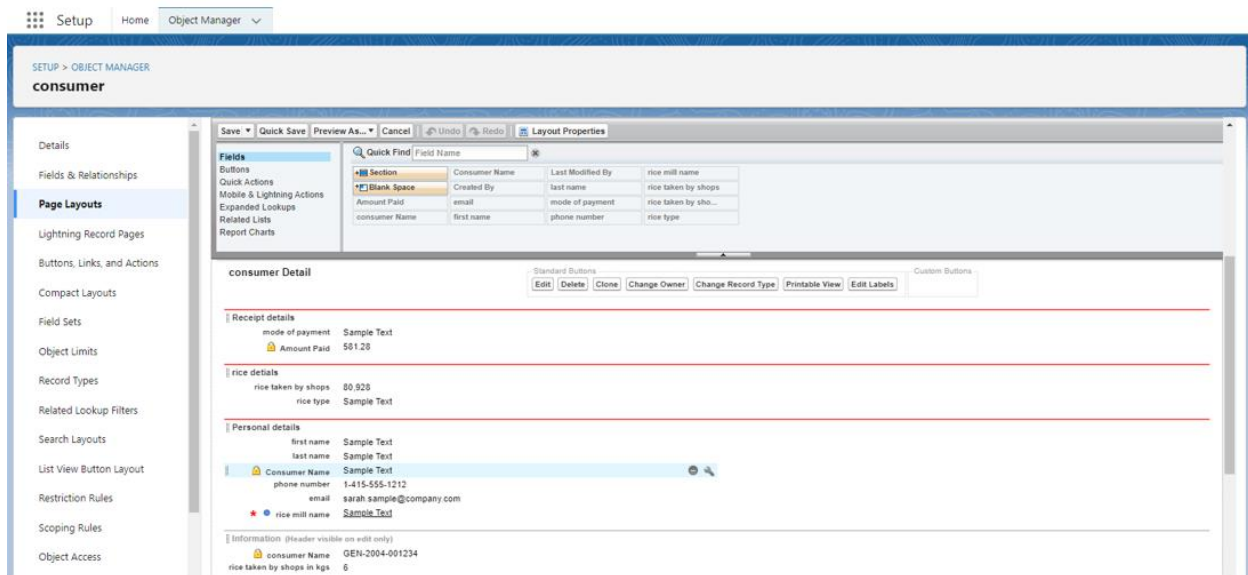 Setup Home Object Manager
SETUP > OBJECT MANAGER
consumer
Details
Fields & Relationships
Page Layouts
Lightning Record Pages
Buttons, Links, and Actions
Compact Layouts
Field Sets
Object Limits
Record Types
Related Lookup Filters
Search Layouts
List View Button Layout
Restriction Rules
Scoping Rules
Object Access
Save Quick Save Preview As... Cancel Undo Redo Layout Properties
Fields
Buttons
Quick Actions
Mobile & Lightning Actions
Expanded Lookups
Related Lists
Report Charts
Quick Find Field Name
Section Consumer Name Last Modified By rice mill name
Blank Space Created By last name rice taken by shops
Amount Paid email mode of payment rice taken by sho...
consumer Name first name phone number rice type
consumer Detail
Standard Buttons
Edit Delete Clone Change Owner Change Record Type Printable View Edit Labels
Custom Buttons
Receipt details
mode of payment Sample Text
Amount Paid 581.28
rice detials
rice taken by shops 80,928
rice type Sample Text
Personal details
first name Sample Text
last name Sample Text
Consumer Name Sample Text
phone number 1-415-555-1212
email sarah.sample@company.com
* rice mill name Sample Text
Information (Header visible on edit only)
consumer Name GEN-2004-001234
rice taken by shops in kgs 6